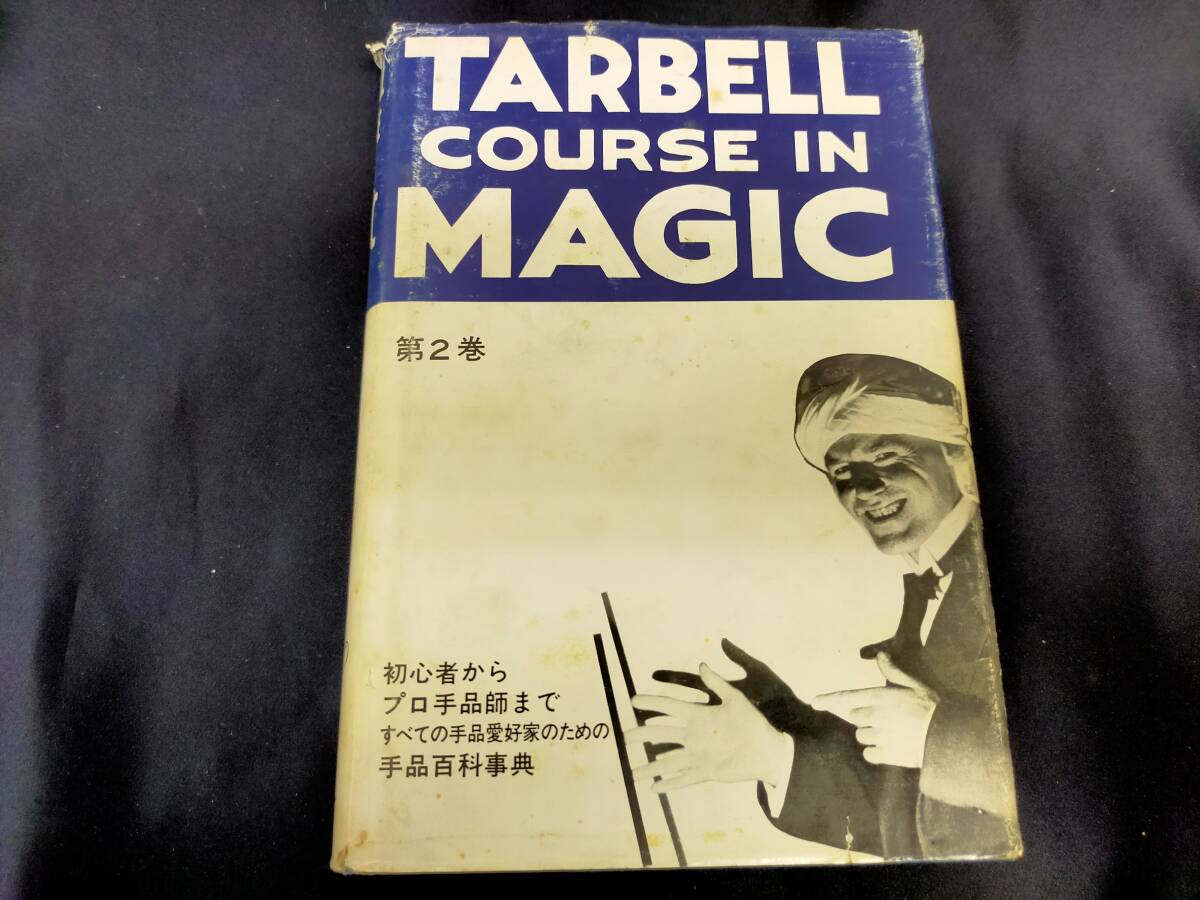 TARBELL
COURSE IN
MAGIC
第2巻
初心者から
プロ手品師まで
すべての手品愛好家のための
手品百科事典